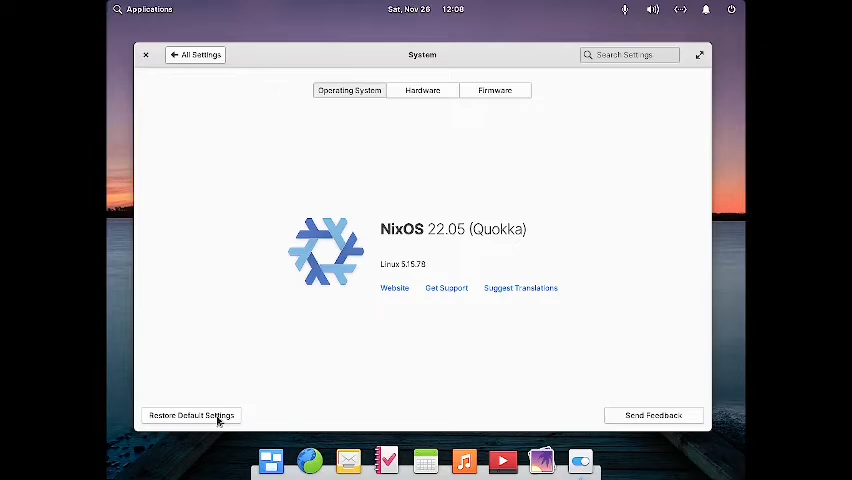 Applications
Sat, Nov 26 12:08
All Settings
System
Search Settings
Operating System
Hardware
Firmware
NixOS 22.05 (Quokka)
Linux 5.15.78
Website
Get Support
Suggest Translations
Restore Default Settings
Send Feedback